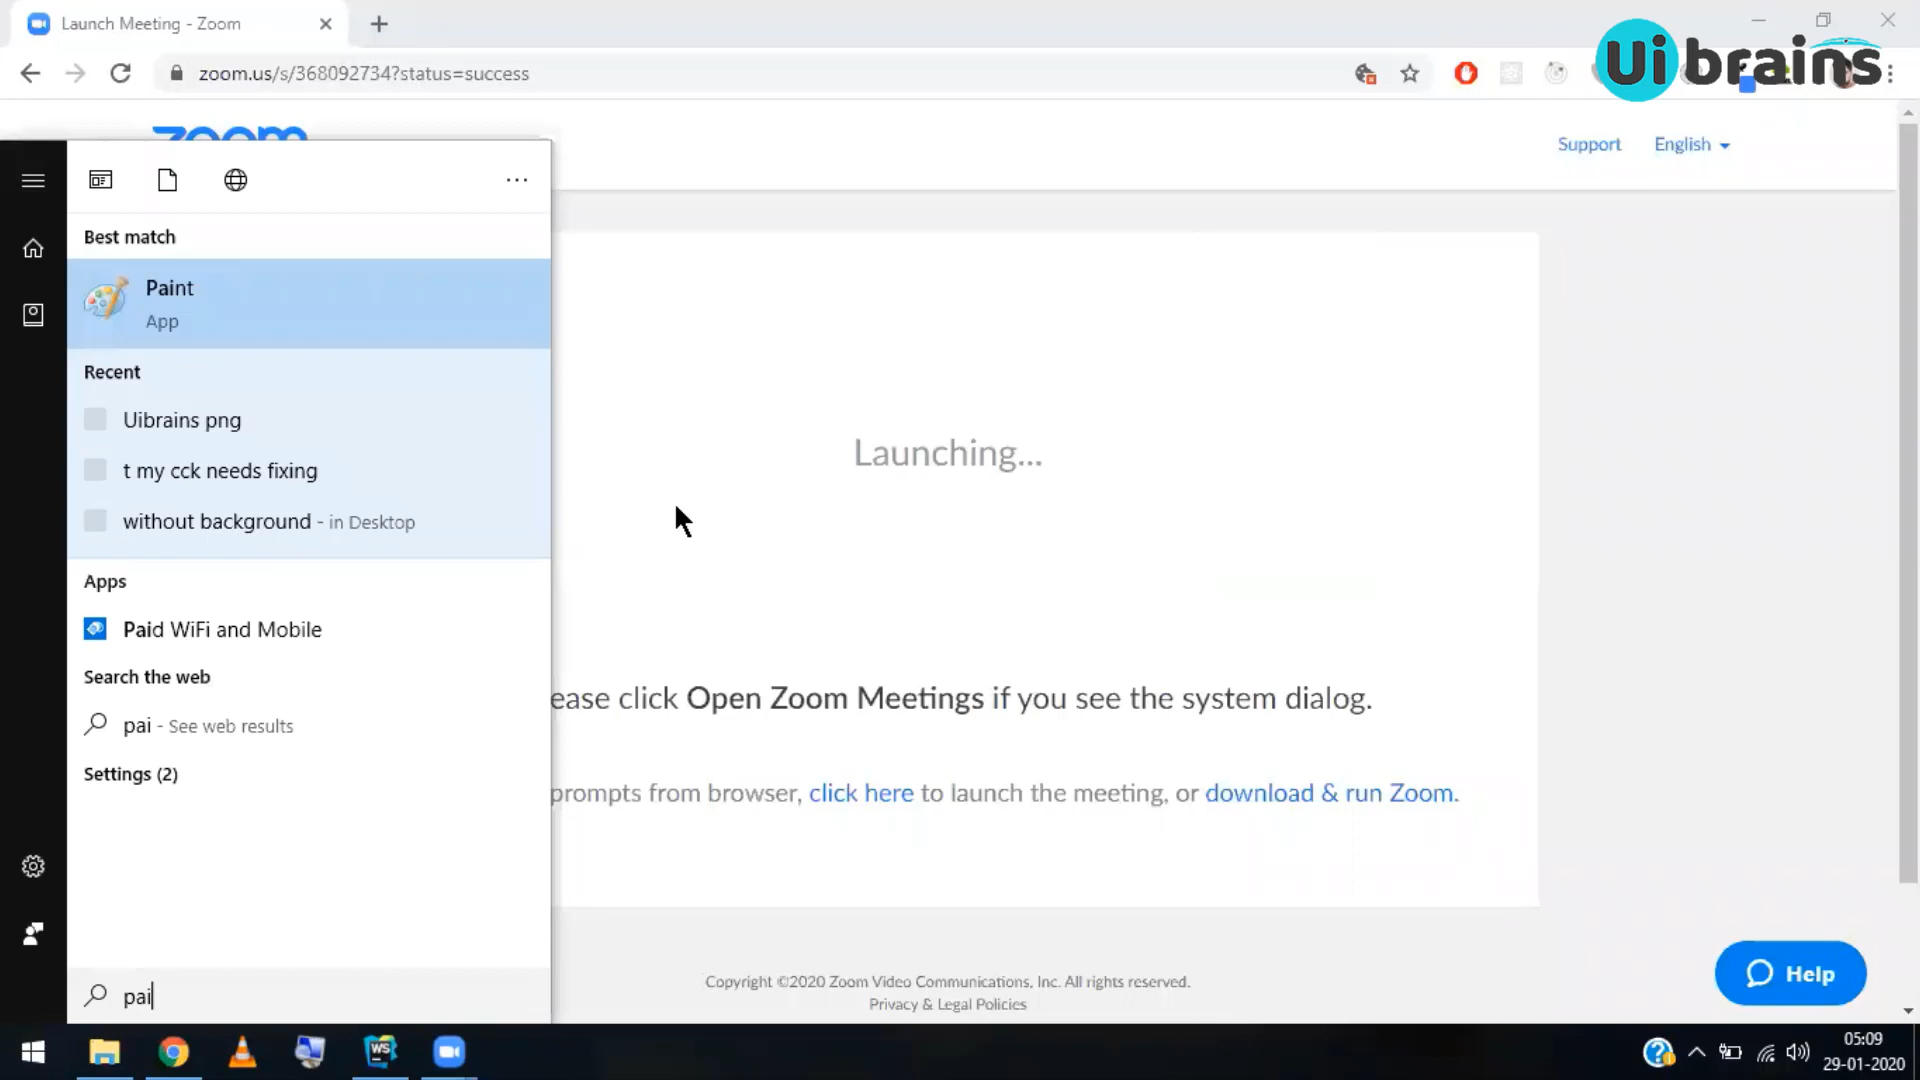 Launch Meeting - Zoom
zoom.us/s/368092734?status=success
Uibrains
zoom
Support
English
Best match
Paint
App
Recent
Uibrains png
t my cck needs fixing
without background - in Desktop
Apps
Paid WiFi and Mobile
Search the web
pai - See web results
Settings (2)
pai
Launching...
ease click Open Zoom Meetings if you see the system dialog.
prompts from browser, click here to launch the meeting, or download & run Zoom.
Copyright ©2020 Zoom Video Communications, Inc. All rights reserved.
Privacy & Legal Policies
Help
WS
05:09
29-01-2020